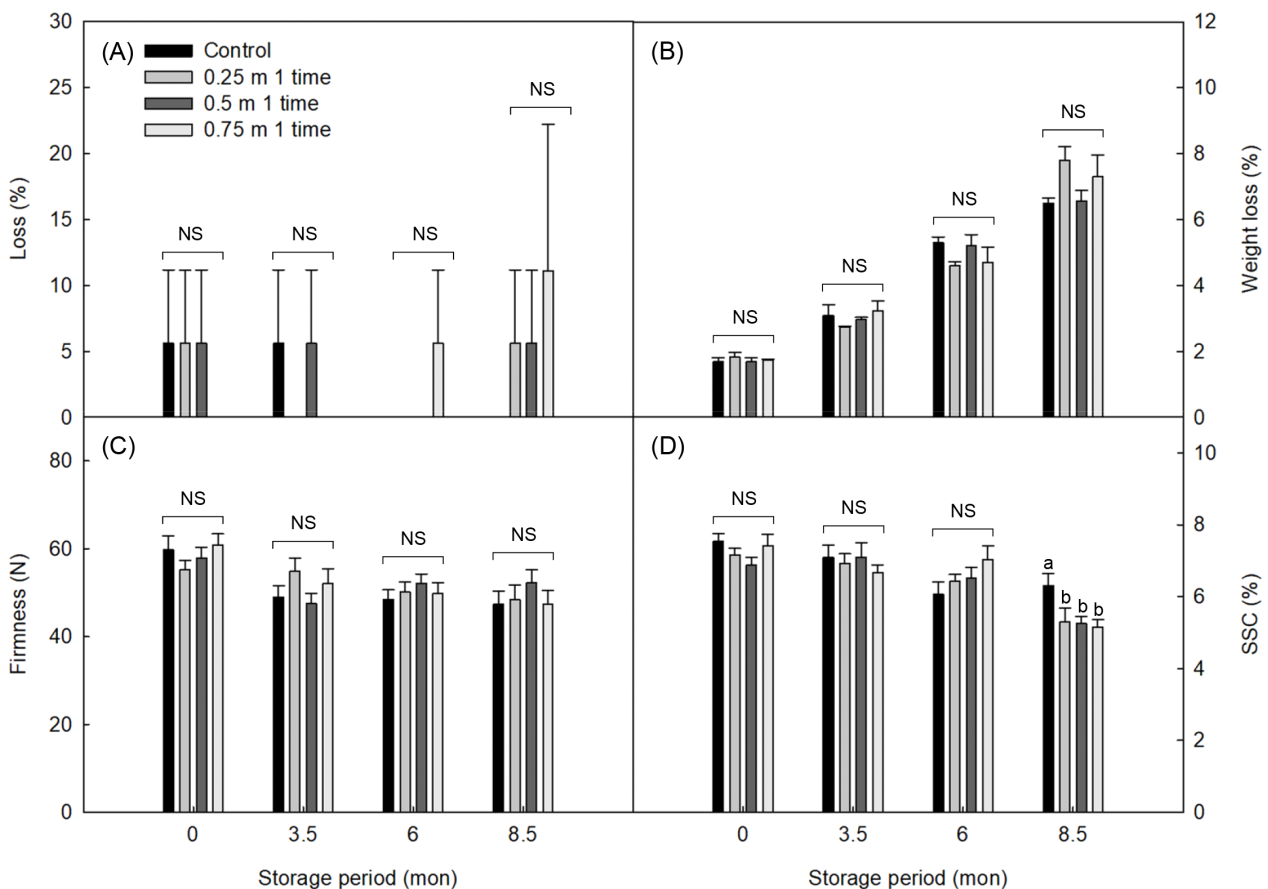 (A)
Control
0.25 m 1 time
0.5 m 1 time
0.75 m 1 time
30
25
20
15
10
5
0
Loss (%)
NS
NS
NS
NS
(B)
NS
NS
NS
NS
12
10
8
6
4
2
0
Weight loss (%)
(C)
80
60
40
20
0
Firmness (N)
NS
NS
NS
NS
0
3.5
6
8.5
Storage period (mon)
(D)
NS
NS
NS
a
b
b
b
10
8
6
4
2
0
SSC (%)
0
3.5
6
8.5
Storage period (mon)